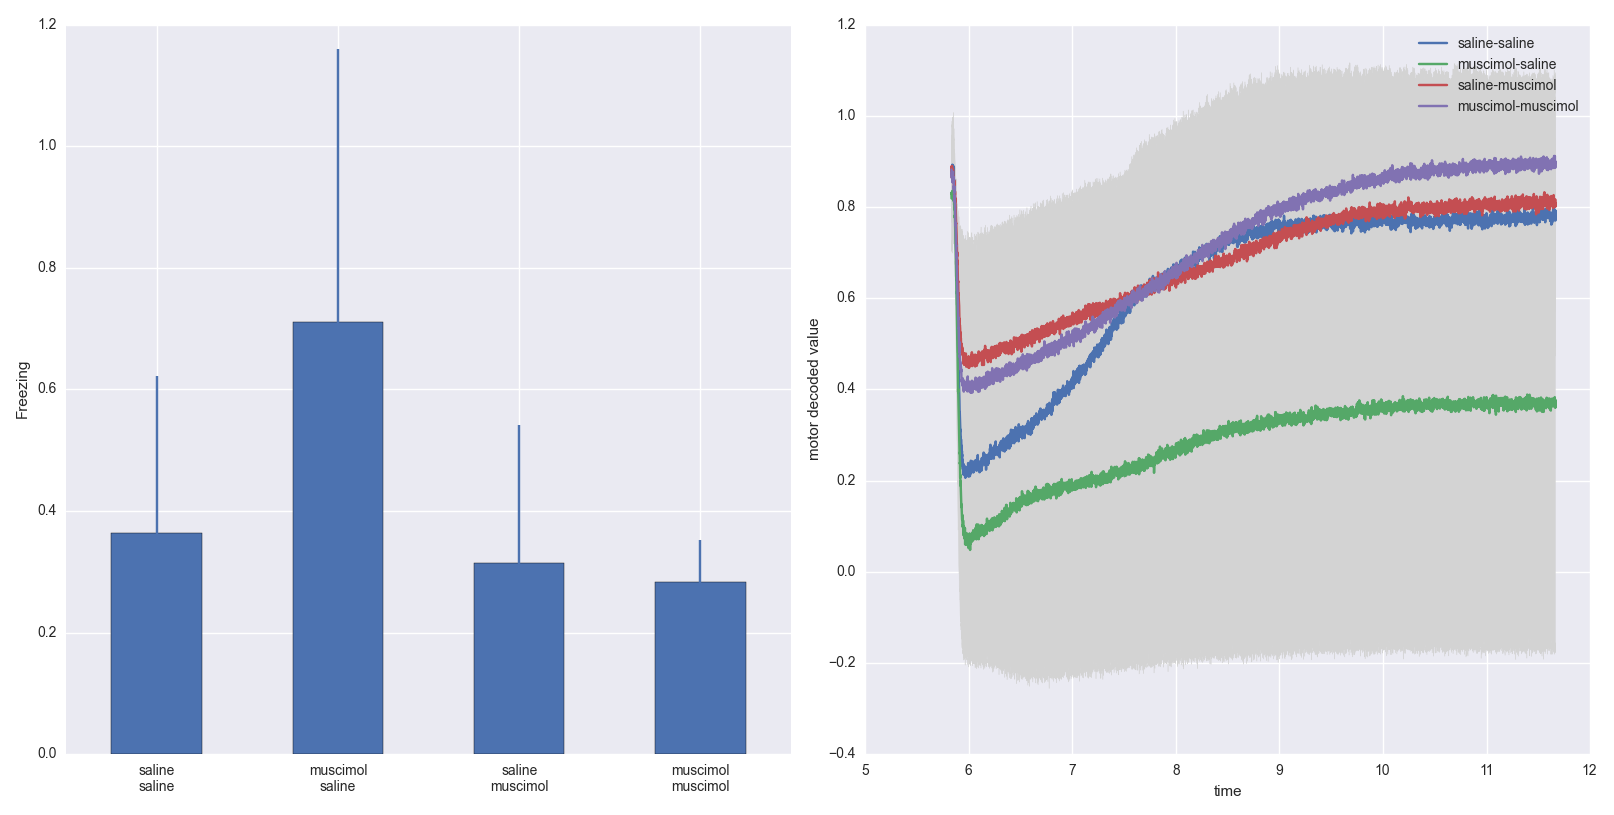 1.2
1.0
0.8
0.6
0.4
0.2
0.0
Freezing
saline
saline
muscimol
saline
saline
muscimol
muscimol
muscimol
1.2
1.0
0.8
0.6
0.4
0.2
0.0
−0.2
−0.4
motor decoded value
saline-saline
muscimol-saline
saline-muscimol
muscimol-muscimol
5 6 7 8 9 10 11 12
time